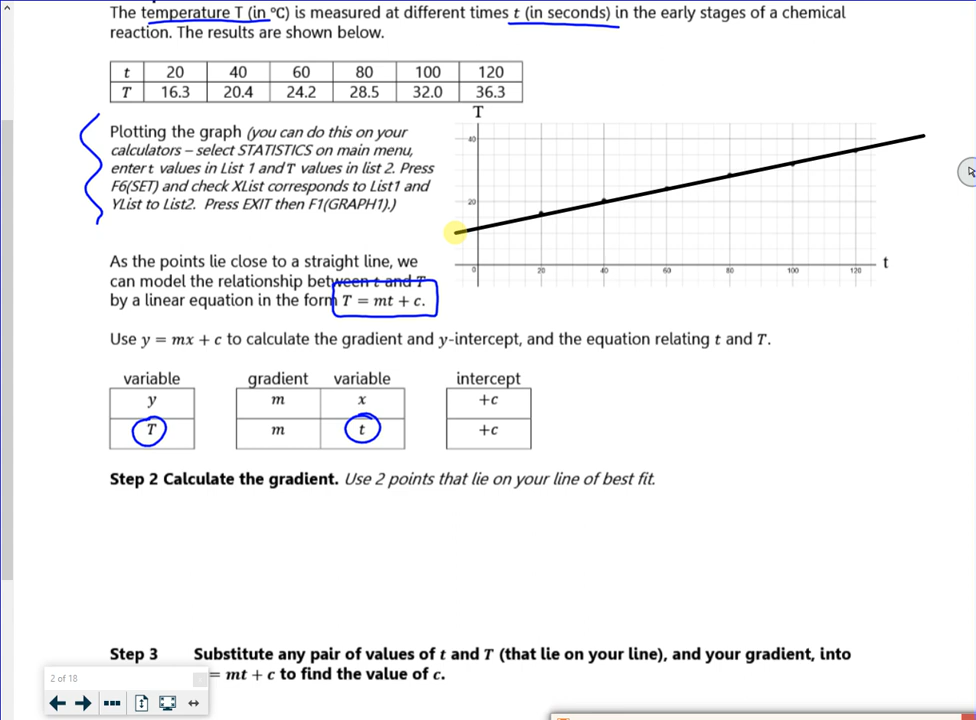 The temperature T (in °C) is measured at different times t (in seconds) in the early stages of a chemical
reaction. The results are shown below.
t 20 40 60 80 100 120
T 16.3 20.4 24.2 28.5 32.0 36.3
Plotting the graph (you can do this on your
calculators – select STATISTICS on main menu,
enter t values in List 1 and T values in list 2. Press
F6(SET) and check XList corresponds to List1 and
YList to List2. Press EXIT then F1(GRAPH1).)
T
40
20
0 20 40 60 80 100 120
t
As the points lie close to a straight line, we
can model the relationship between t and T
by a linear equation in the form T = mt + c.
Use y = mx + c to calculate the gradient and y-intercept, and the equation relating t and T.
variable gradient variable intercept
y m x +c
T m t +c
Step 2 Calculate the gradient. Use 2 points that lie on your line of best fit.
Step 3 Substitute any pair of values of t and T (that lie on your line), and your gradient, into
= mt + c to find the value of c.
2 of 18